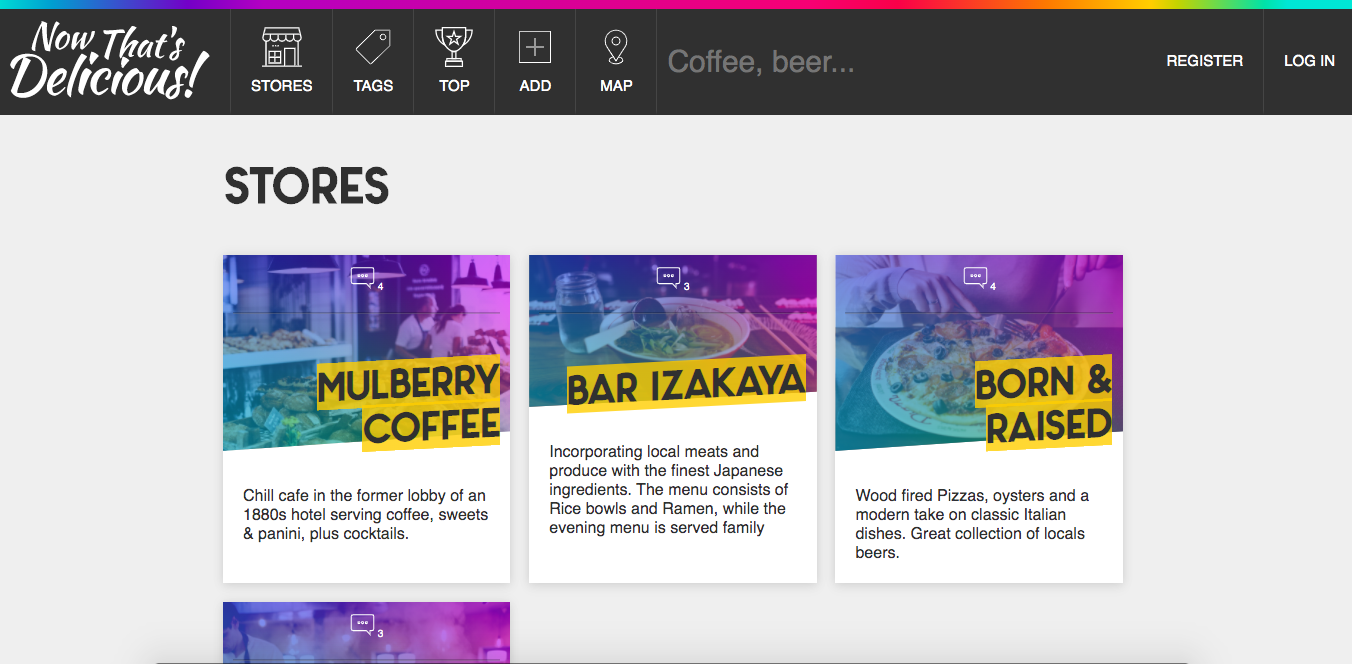 Now That's
Delicious!
STORES
TAGS
TOP
ADD
MAP
Coffee, beer...
REGISTER
LOG IN
STORES
4
MULBERRY
COFFEE
Chill cafe in the former lobby of an
1880s hotel serving coffee, sweets
& panini, plus cocktails.
3
BAR IZAKAYA
Incorporating local meats and
produce with the finest Japanese
ingredients. The menu consists of
Rice bowls and Ramen, while the
evening menu is served family
4
BORN &
RAISED
Wood fired Pizzas, oysters and a
modern take on classic Italian
dishes. Great collection of locals
beers.
3